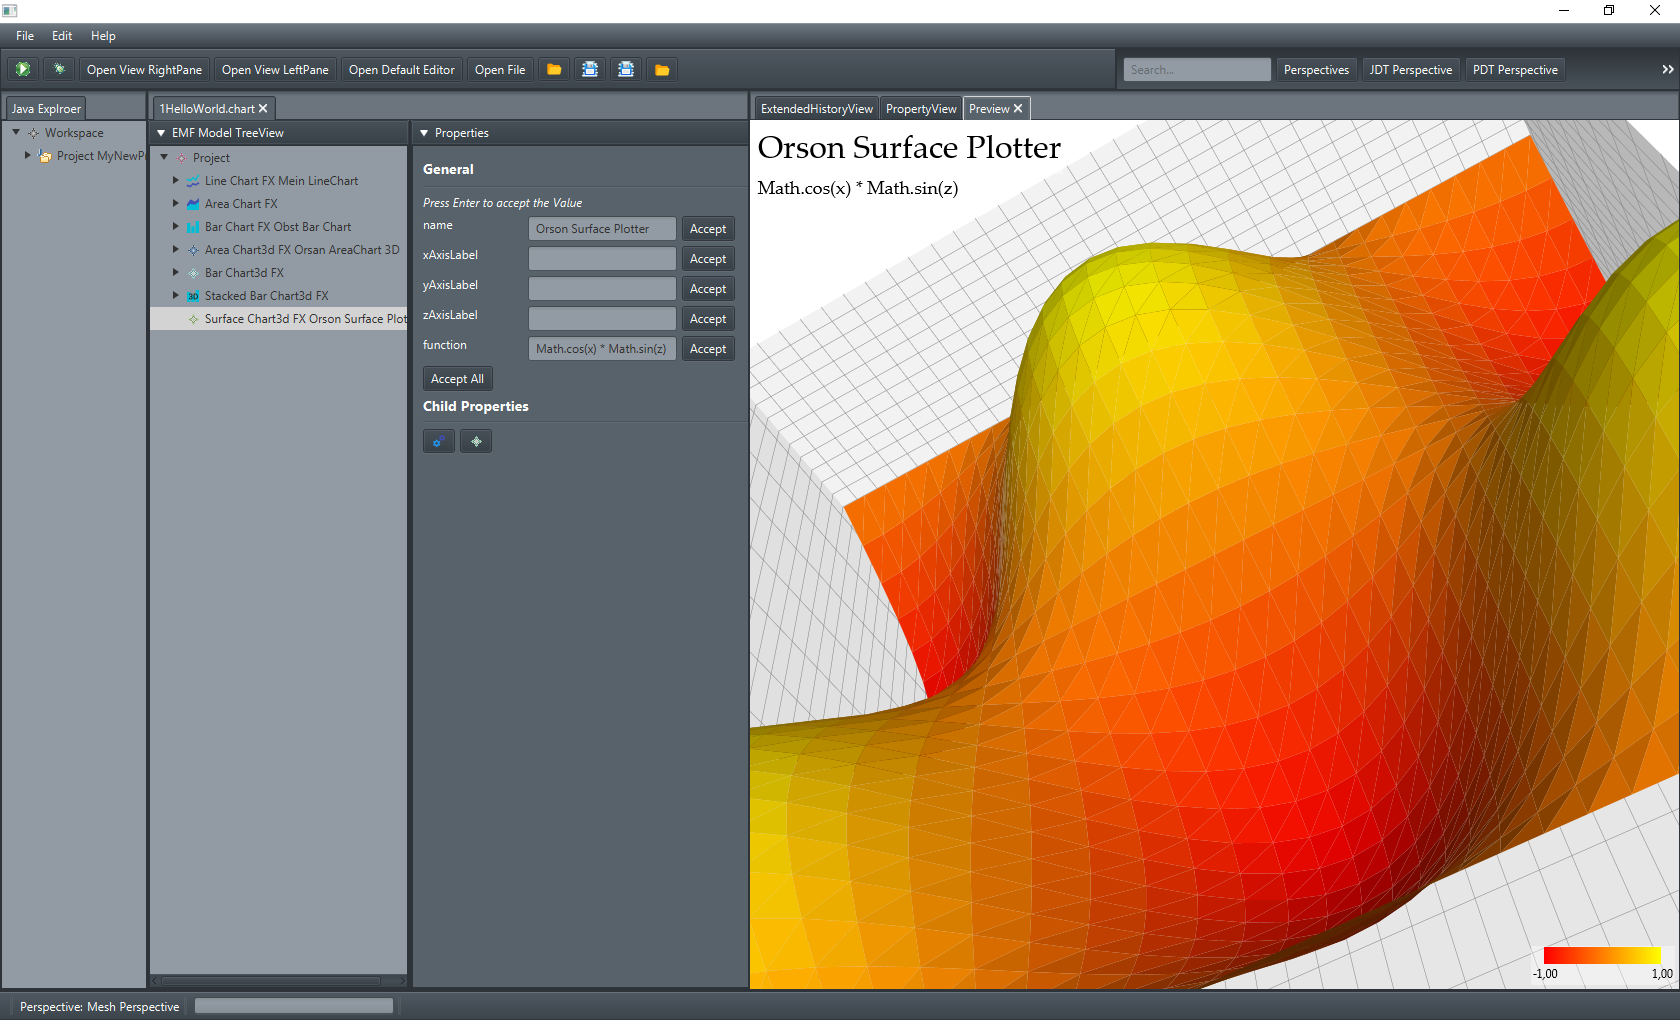 File Edit Help
Open View RightPane Open View LeftPane Open Default Editor Open File Search... Perspectives JDT Perspective PDT Perspective
Java Explroer
Workspace
Project MyNewPr
1HelloWorld.chart
EMF Model TreeView
Project
Line Chart FX Mein LineChart
Area Chart FX
Bar Chart FX Obst Bar Chart
Area Chart3d FX Orsan AreaChart 3D
Bar Chart3d FX
3D Stacked Bar Chart3d FX
Surface Chart3d FX Orson Surface Plot
Properties
General
Press Enter to accept the Value
name Orson Surface Plotter Accept
xAxisLabel Accept
yAxisLabel Accept
zAxisLabel Accept
function Math.cos(x) * Math.sin(z) Accept
Accept All
Child Properties
ExtendedHistoryView PropertyView Preview
Orson Surface Plotter
Math.cos(x) * Math.sin(z)
-1,00 1,00
Perspective: Mesh Perspective